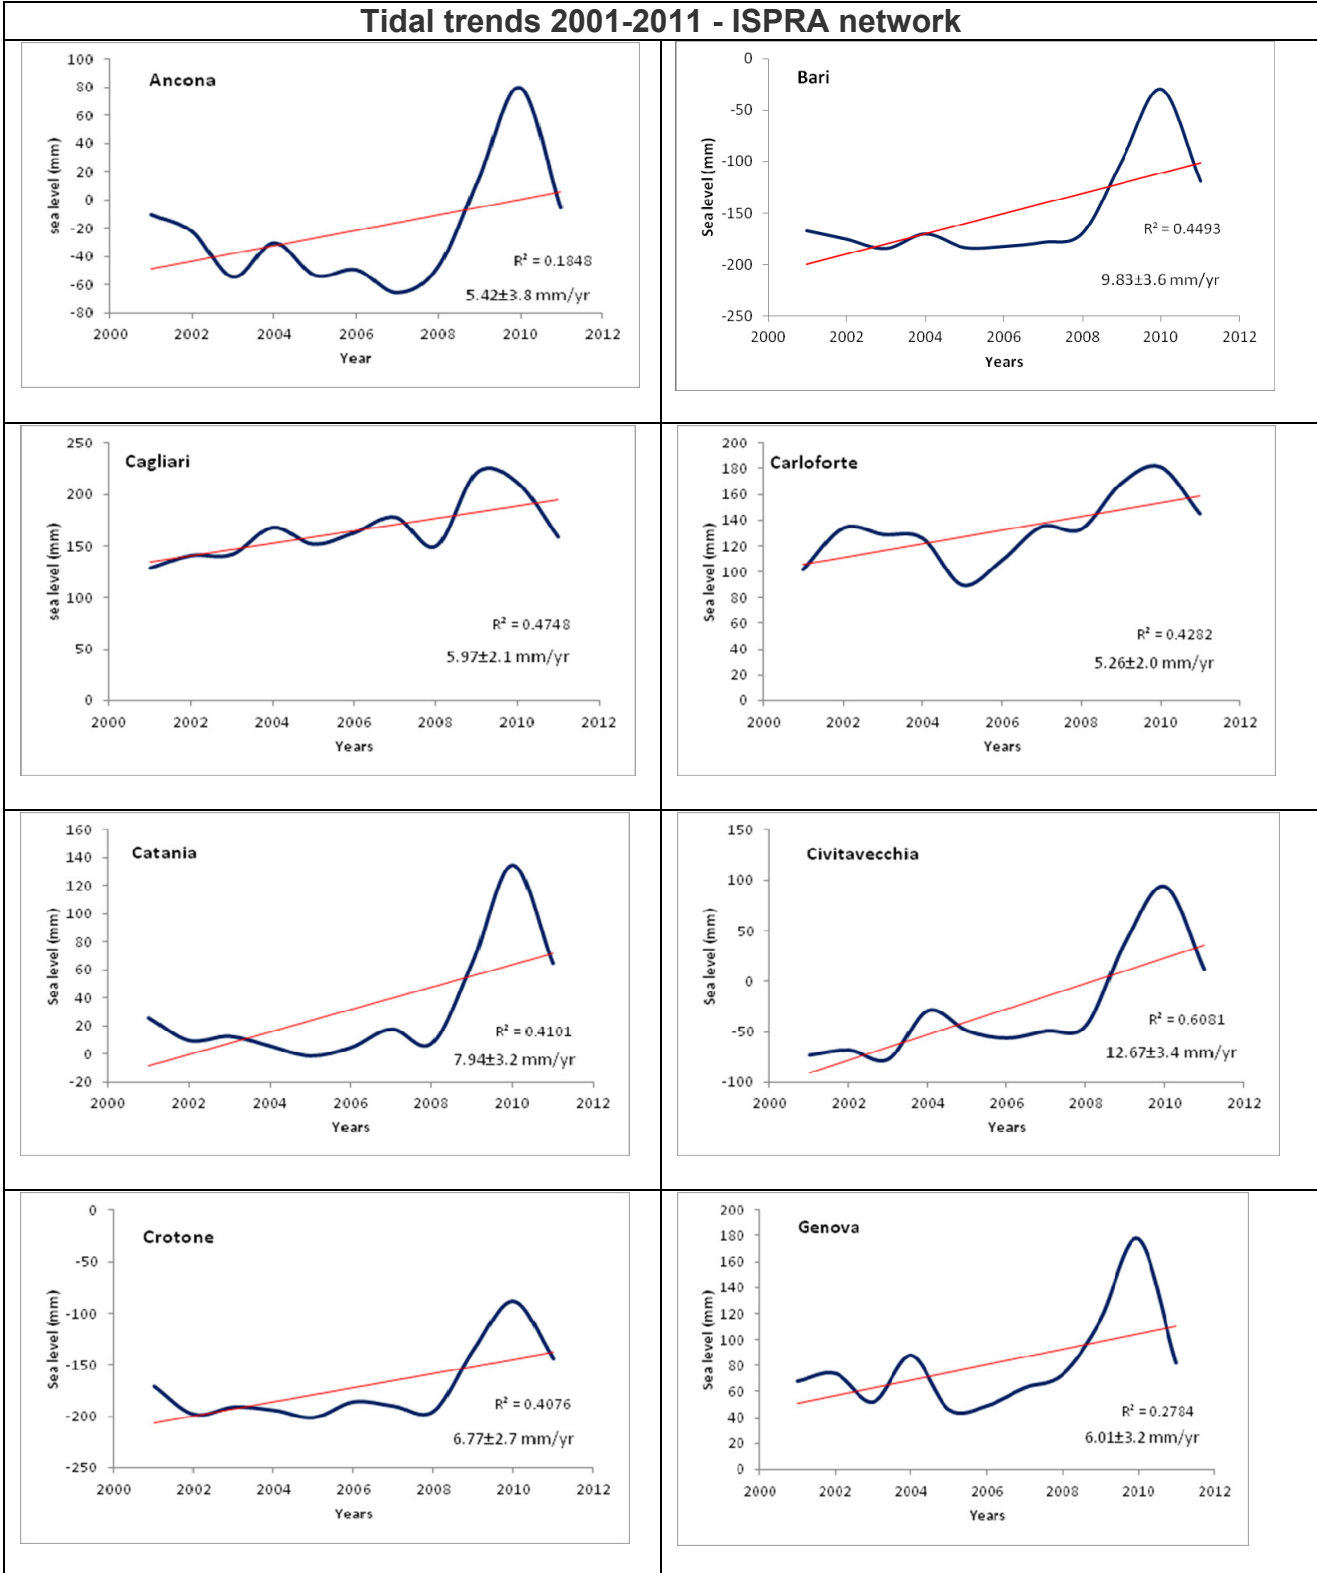 Tidal trends 2001-2011 - ISPRA network
Ancona
sea level (mm)
100
80
60
40
20
0
-20
-40
-60
-80
R² = 0.1848
5.42±3.8 mm/yr
2000 2002 2004 2006 2008 2010 2012
Year
Bari
Sea level (mm)
0
-50
-100
-150
-200
-250
R² = 0.4493
9.83±3.6 mm/yr
2000 2002 2004 2006 2008 2010 2012
Years
Cagliari
sea level (mm)
250
200
150
100
50
0
R² = 0.4748
5.97±2.1 mm/yr
2000 2002 2004 2006 2008 2010 2012
Years
Carloforte
Sea level (mm)
200
180
160
140
120
100
80
60
40
20
0
R² = 0.4282
5.26±2.0 mm/yr
2000 2002 2004 2006 2008 2010 2012
Years
Catania
Sea level (mm)
160
140
120
100
80
60
40
20
0
-20
R² = 0.4101
7.94±3.2 mm/yr
2000 2002 2004 2006 2008 2010 2012
Years
Civitavecchia
Sea level (mm)
150
100
50
0
-50
-100
R² = 0.6081
12.67±3.4 mm/yr
2000 2002 2004 2006 2008 2010 2012
Years
Crotone
Sea level (mm)
0
-50
-100
-150
-200
-250
R² = 0.4076
6.77±2.7 mm/yr
2000 2002 2004 2006 2008 2010 2012
Years
Genova
Sea level (mm)
200
180
160
140
120
100
80
60
40
20
0
R² = 0.2784
6.01±3.2 mm/yr
2000 2002 2004 2006 2008 2010 2012
Years